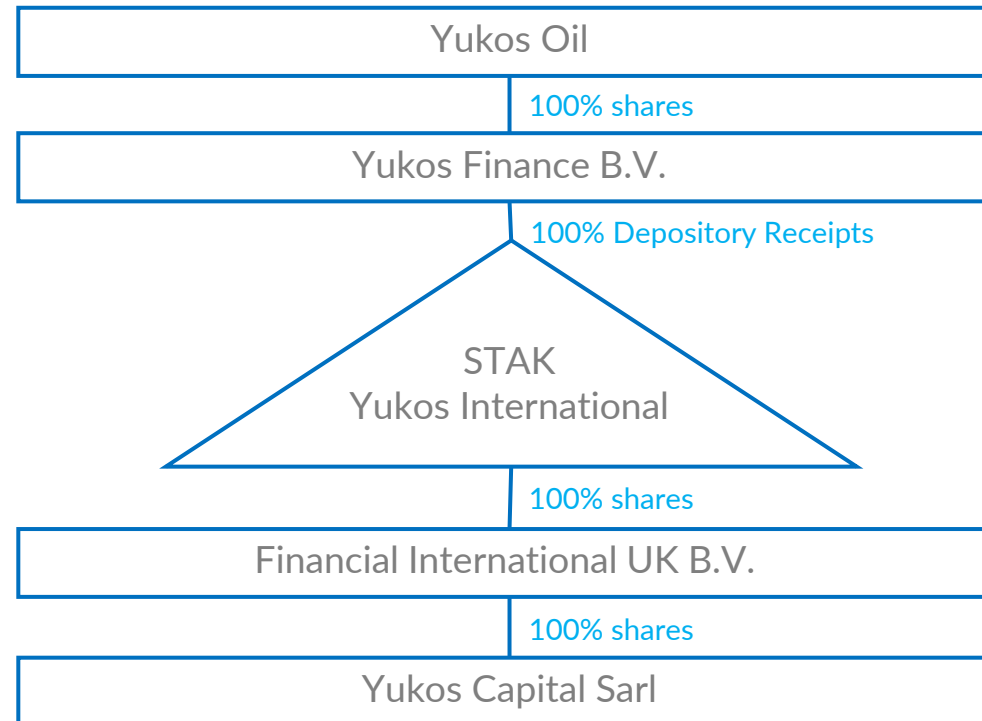 Yukos Oil
100% shares
Yukos Finance B.V.
100% Depository Receipts
STAK
Yukos International
100% shares
Financial International UK B.V.
100% shares
Yukos Capital Sarl